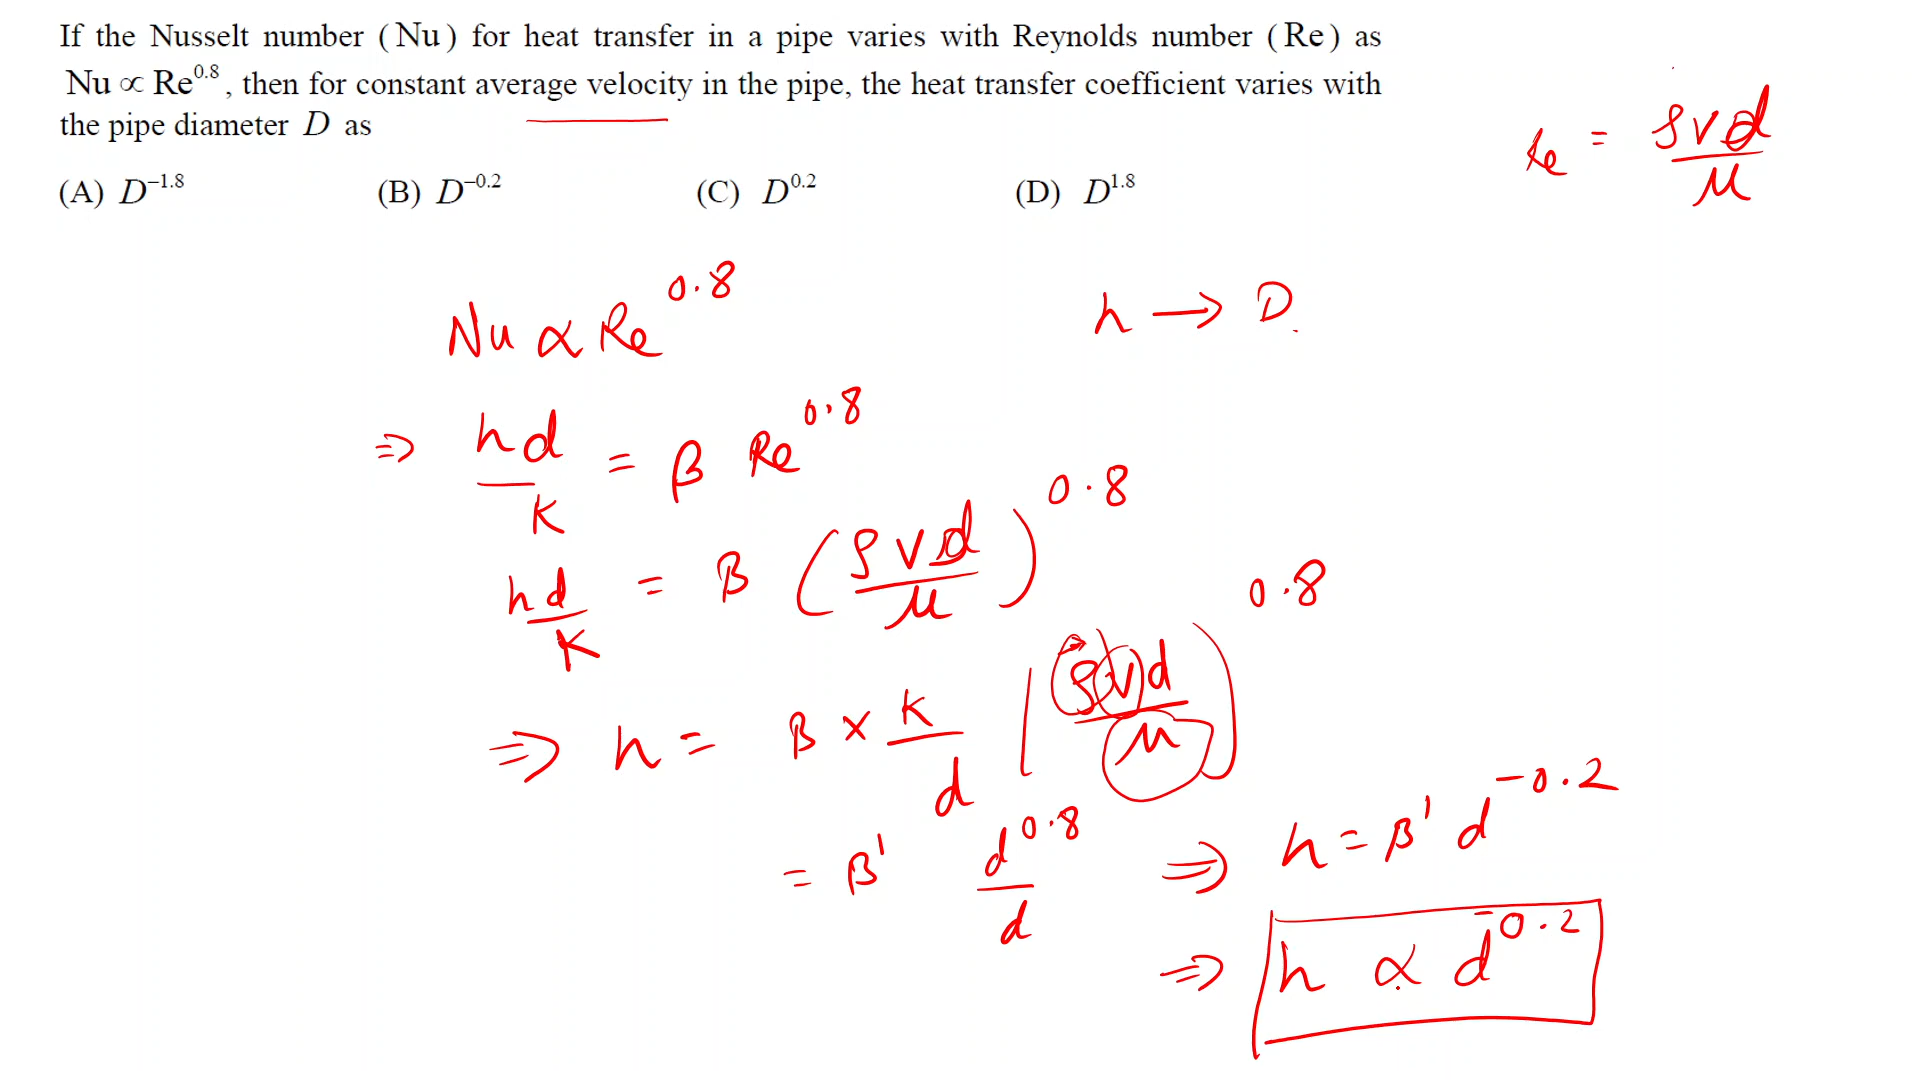 If the Nusselt number (Nu) for heat transfer in a pipe varies with Reynolds number (Re) as
Nu ∝ Re^0.8, then for constant average velocity in the pipe, the heat transfer coefficient varies with
the pipe diameter D as
Re = ρvd/μ
(A) D^−1.8 (B) D^−0.2 (C) D^0.2 (D) D^1.8
Nu ∝ Re^0.8
h → D.
⇒ hd/K = β Re^0.8
hd/K = β (ρvd/μ)^0.8
⇒ h = β × K/d (ρvd/μ)^0.8
= β' d^0.8/d ⇒ h = β' d^−0.2
⇒ h ∝ d^−0.2